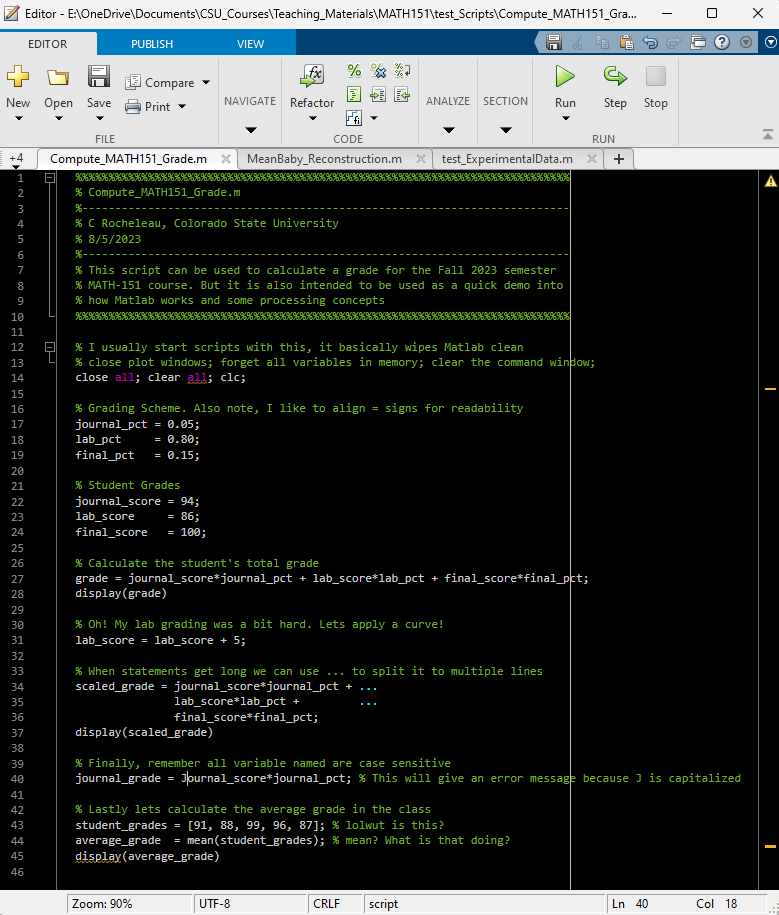 Editor - E:\OneDrive\Documents\CSU_Courses\Teaching_Materials\MATH151\test_Scripts\Compute_MATH151_Gra...
EDITOR PUBLISH VIEW
New Open Save Compare Print
NAVIGATE
Refactor
ANALYZE SECTION
Run Step Stop
FILE CODE RUN
+4 Compute_MATH151_Grade.m MeanBaby_Reconstruction.m test_ExperimentalData.m +
1 %%%%%%%%%%%%%%%%%%%%%%%%%%%%%%%%%%%%%%%%%%%%%%%%%%%%%%%%%%%%%%%%%%%%%%%%%%%%%
2 % Compute_MATH151_Grade.m
3 %--------------------------------------------------------------------------
4 % C Rocheleau, Colorado State University
5 % 8/5/2023
6 %--------------------------------------------------------------------------
7 % This script can be used to calculate a grade for the Fall 2023 semester
8 % MATH-151 course. But it is also intended to be used as a quick demo into
9 % how Matlab works and some processing concepts
10 %%%%%%%%%%%%%%%%%%%%%%%%%%%%%%%%%%%%%%%%%%%%%%%%%%%%%%%%%%%%%%%%%%%%%%%%%%%%%
11
12 % I usually start scripts with this, it basically wipes Matlab clean
13 % close plot windows; forget all variables in memory; clear the command window;
14 close all; clear all; clc;
15
16 % Grading Scheme. Also note, I like to align = signs for readability
17 journal_pct = 0.05;
18 lab_pct     = 0.80;
19 final_pct   = 0.15;
20
21 % Student Grades
22 journal_score = 94;
23 lab_score     = 86;
24 final_score   = 100;
25
26 % Calculate the student's total grade
27 grade = journal_score*journal_pct + lab_score*lab_pct + final_score*final_pct;
28 display(grade)
29
30 % Oh! My lab grading was a bit hard. Lets apply a curve!
31 lab_score = lab_score + 5;
32
33 % When statements get long we can use ... to split it to multiple lines
34 scaled_grade = journal_score*journal_pct + ...
35                lab_score*lab_pct +         ...
36                final_score*final_pct;
37 display(scaled_grade)
38
39 % Finally, remember all variable named are case sensitive
40 journal_grade = Journal_score*journal_pct; % This will give an error message because J is capitalized
41
42 % Lastly lets calculate the average grade in the class
43 student_grades = [91, 88, 99, 96, 87]; % lolwut is this?
44 average_grade  = mean(student_grades); % mean? What is that doing?
45 display(average_grade)
46
Zoom: 90% UTF-8 CRLF script Ln 40 Col 18